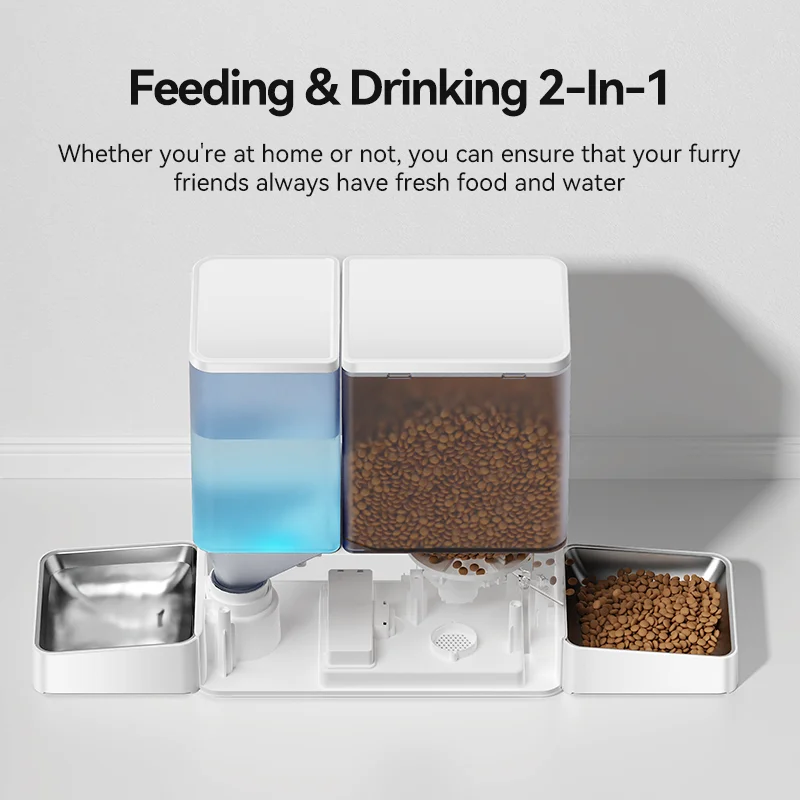 Feeding & Drinking 2-In-1
Whether you're at home or not, you can ensure that your furry
friends always have fresh food and water